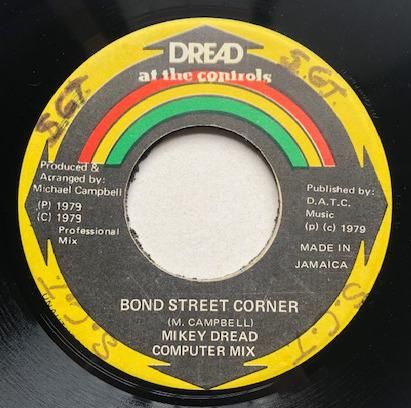 DREAD
at the controls
S.G.T.
S.G.T.
Produced &
Arranged by:
Michael Campbell
(P) 1979
(C) 1979
Professional
Mix
Published by:
D.A.T.C.
Music
(p) (c) 1979
MADE IN
JAMAICA
BOND STREET CORNER
(M. CAMPBELL)
MIKEY DREAD
COMPUTER MIX